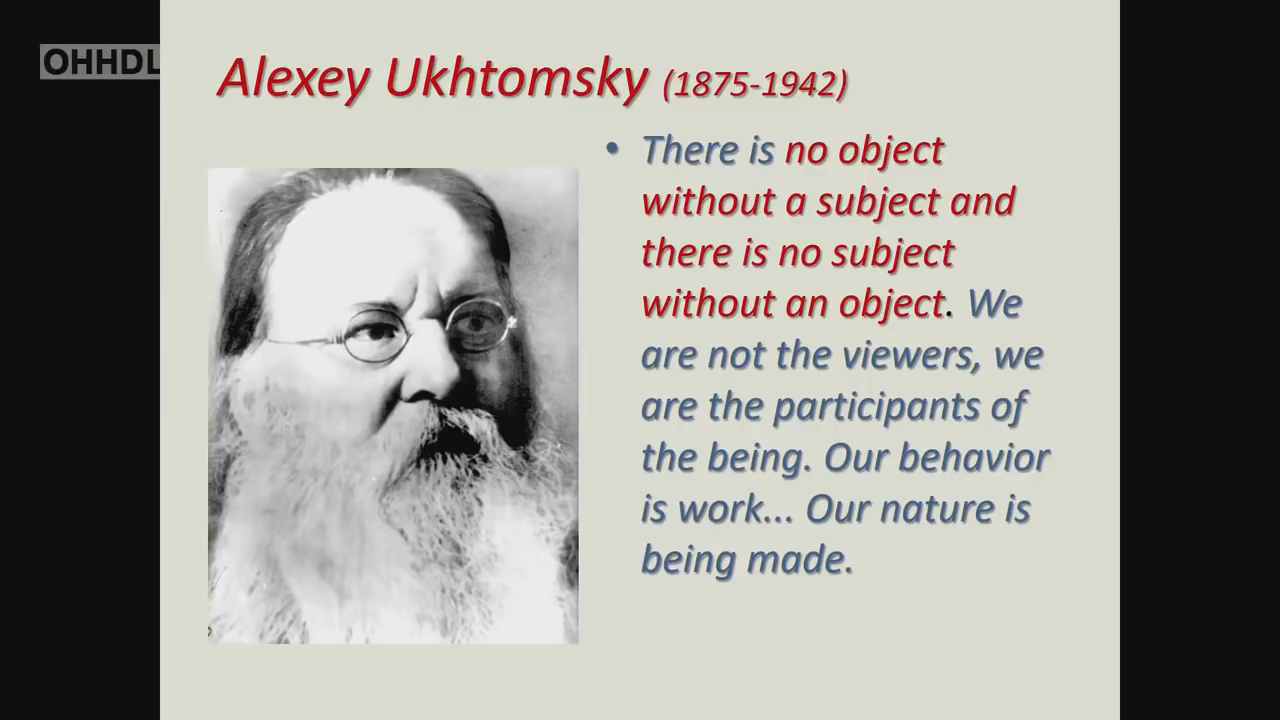 OHHDL
Alexey Ukhtomsky (1875-1942)
• There is no object
without a subject and
there is no subject
without an object. We
are not the viewers, we
are the participants of
the being. Our behavior
is work... Our nature is
being made.